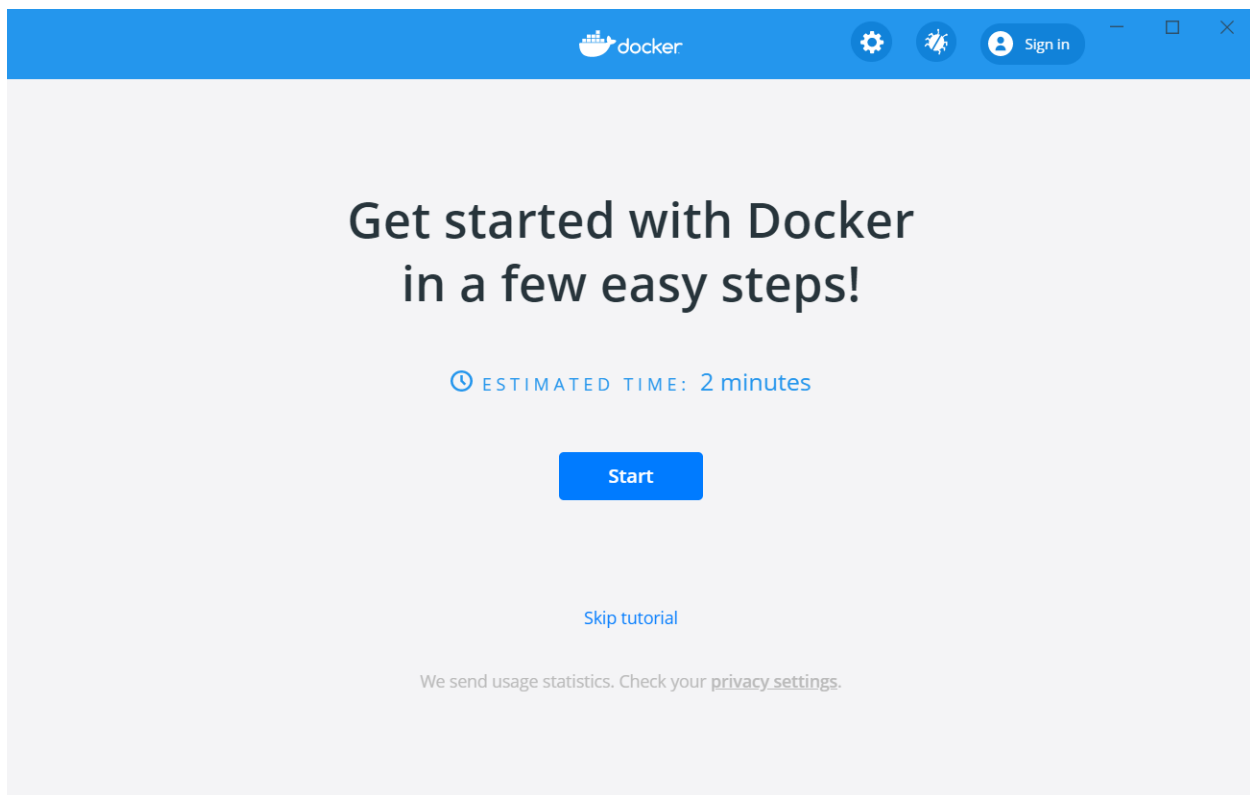 docker
Sign in
Get started with Docker
in a few easy steps!
ESTIMATED TIME: 2 minutes
Start
Skip tutorial
We send usage statistics. Check your privacy settings.